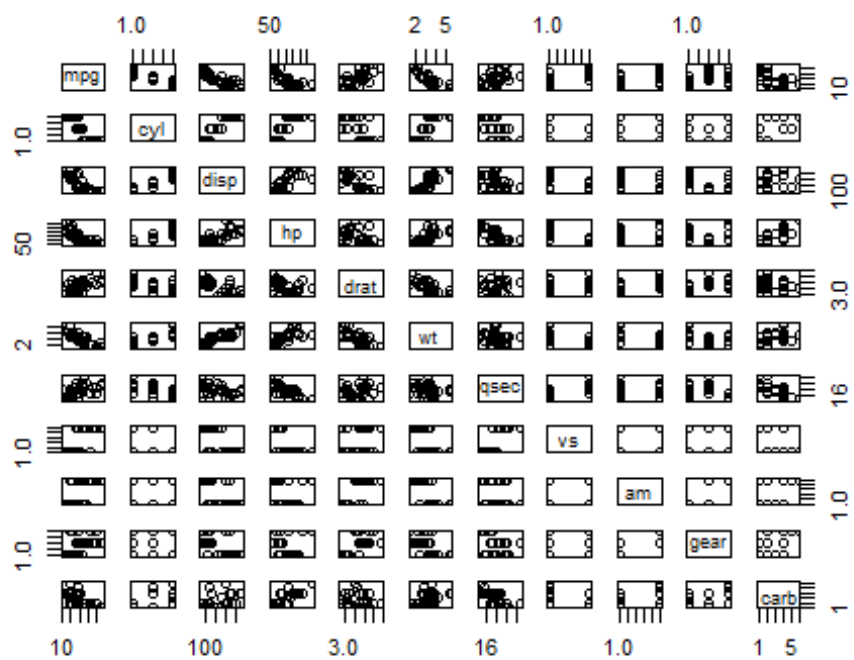 1.0 50 2 5 1.0 1.0
mpg 10
1.0 cyl
disp 100
50 hp
drat 3.0
2 wt
qsec 16
1.0 vs
am 1.0
1.0 gear
carb 1
10 100 3.0 16 1.0 1 5